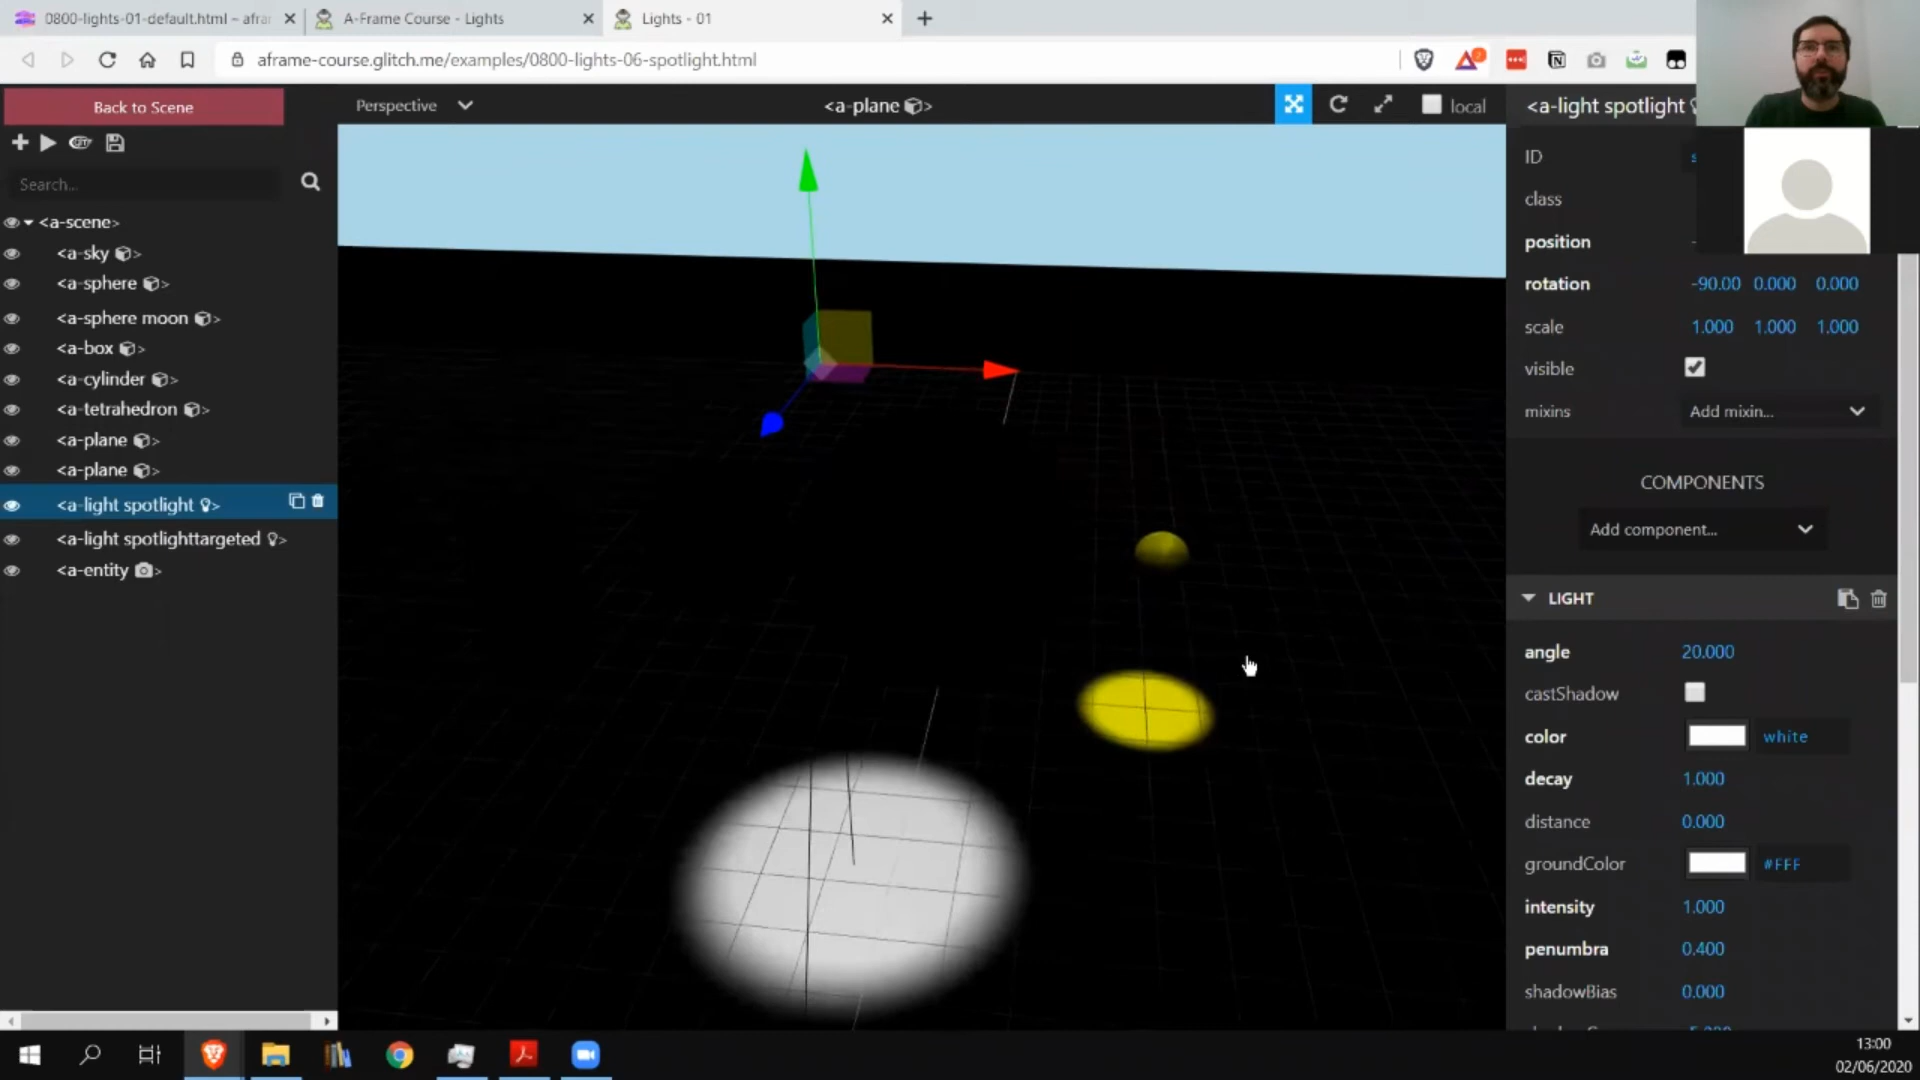 0800-lights-01-default.html ~ afra
A-Frame Course - Lights
Lights - 01
aframe-course.glitch.me/examples/0800-lights-06-spotlight.html
Back to Scene
Perspective
<a-plane >
local
<a-light spotlight
Search...
<a-scene>
<a-sky >
<a-sphere >
<a-sphere moon >
<a-box >
<a-cylinder >
<a-tetrahedron >
<a-plane >
<a-plane >
<a-light spotlight >
<a-light spotlighttargeted >
<a-entity >
ID
class
position
rotation -90.00 0.000 0.000
scale 1.000 1.000 1.000
visible
mixins Add mixin...
COMPONENTS
Add component...
LIGHT
angle 20.000
castShadow
color white
decay 1.000
distance 0.000
groundColor #FFF
intensity 1.000
penumbra 0.400
shadowBias 0.000
13:00
02/06/2020